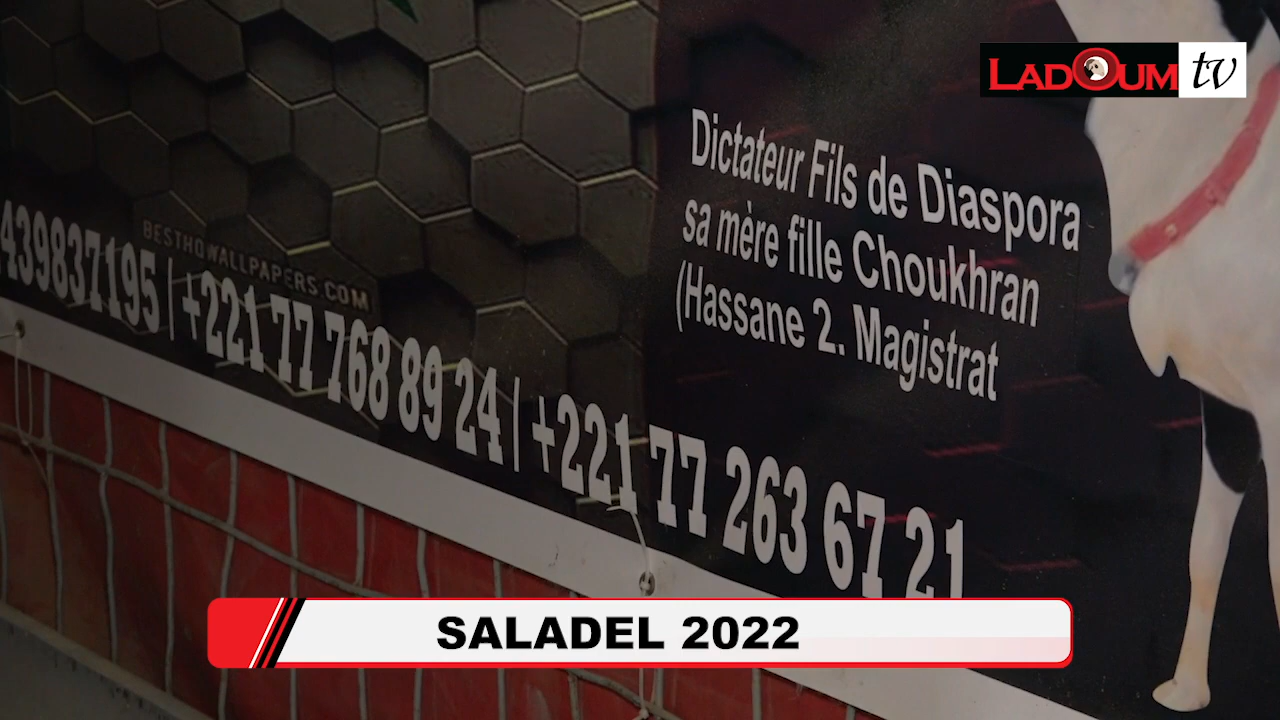 LADOUM tv
Dictateur Fils de Diaspora
sa mère fille Choukhran
(Hassane 2. Magistrat
BESTHDWALLPAPERS.COM
439837195 | +221 77 768 89 24 | +221 77 263 67 21
SALADEL 2022